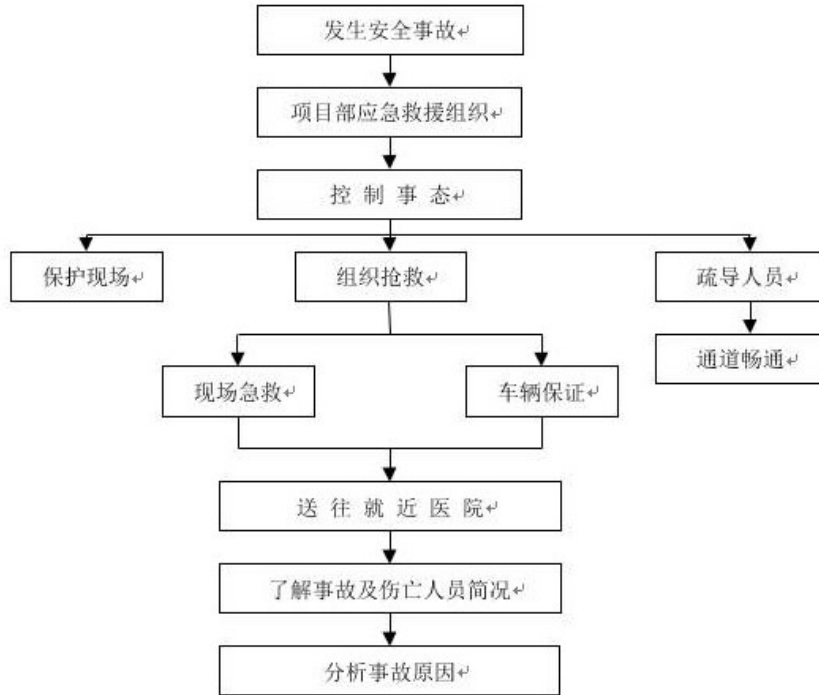 发生安全事故↵
项目部应急救援组织↵
控 制 事 态↵
保护现场↵
组织抢救↵
疏导人员↵
通道畅通↵
现场急救↵
车辆保证↵
送 往 就 近 医 院↵
了解事故及伤亡人员简况↵
分析事故原因↵